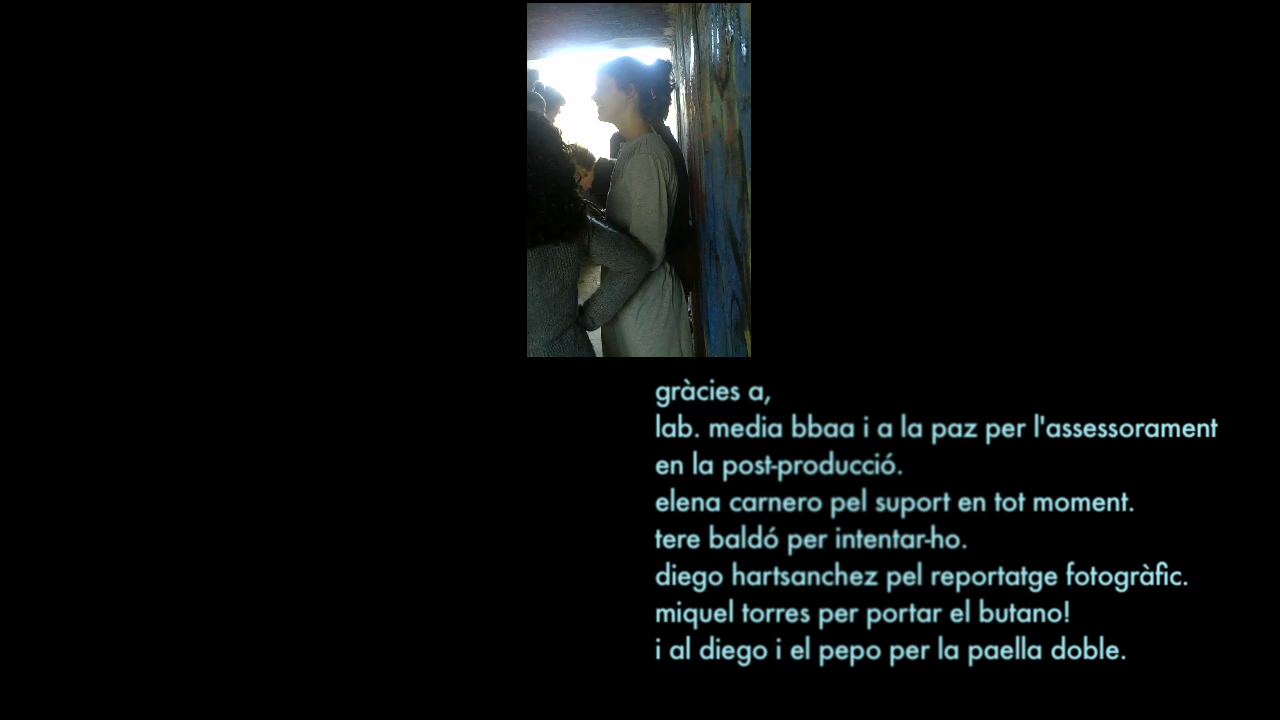 gràcies a,
lab. media bbaa i a la paz per l'assessorament
en la post-producció.
elena carnero pel suport en tot moment.
tere baldó per intentar-ho.
diego hartsanchez pel reportatge fotogràfic.
miquel torres per portar el butano!
i al diego i el pepo per la paella doble.